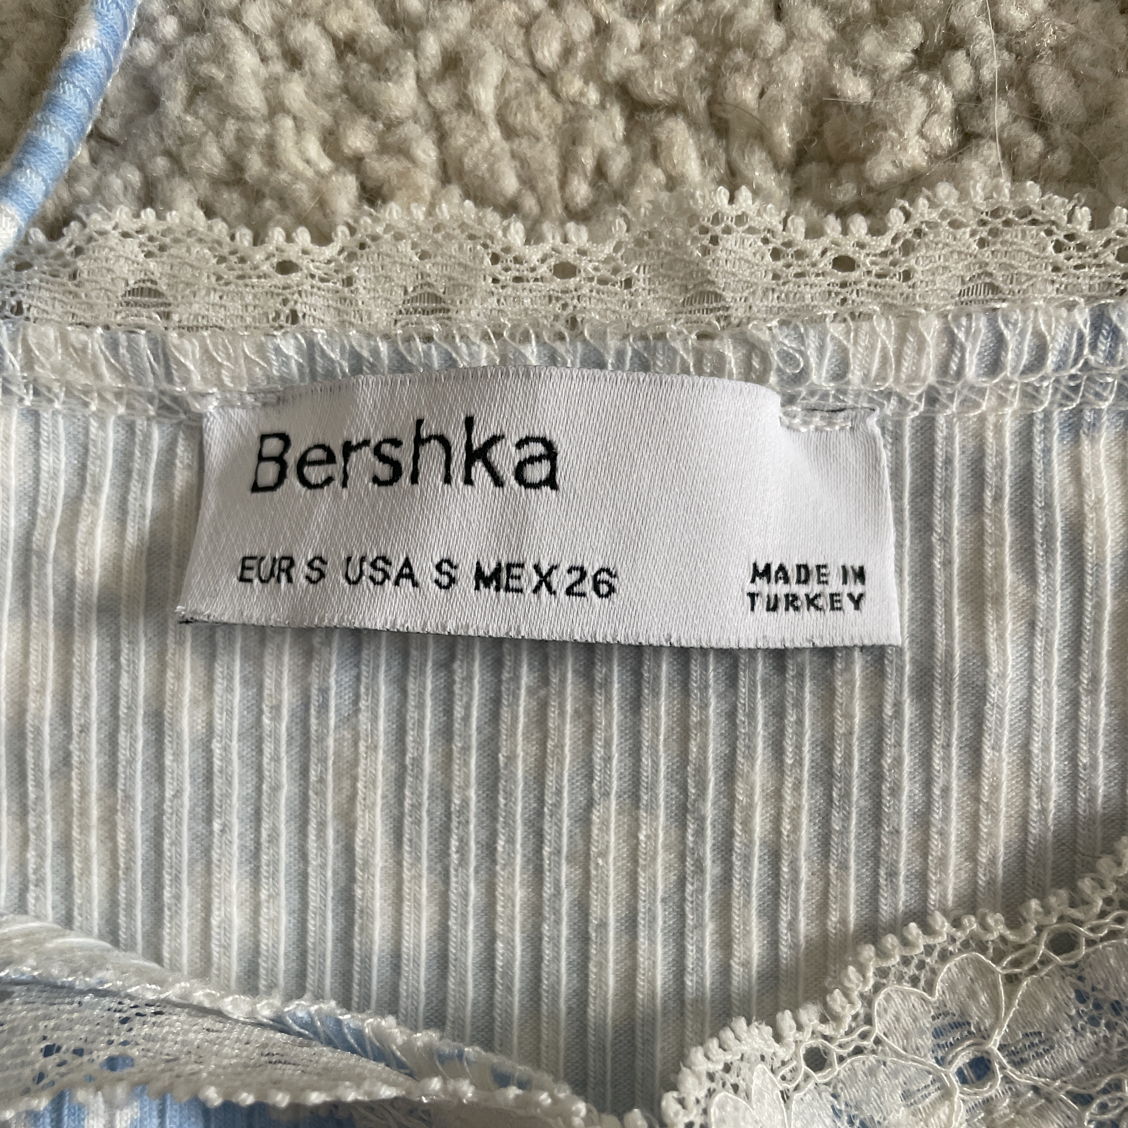 Bershka
EUR S USA S MEX 26
MADE IN
TURKEY